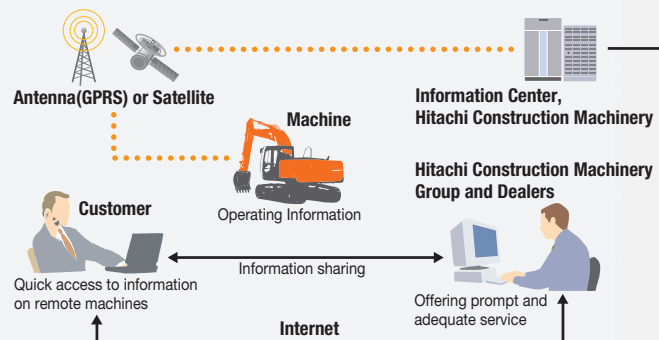 Antenna(GPRS) or Satellite
Information Center,
Hitachi Construction Machinery
Machine
Operating Information
Hitachi Construction Machinery
Group and Dealers
Customer
Information sharing
Quick access to information
on remote machines
Offering prompt and
adequate service
Internet